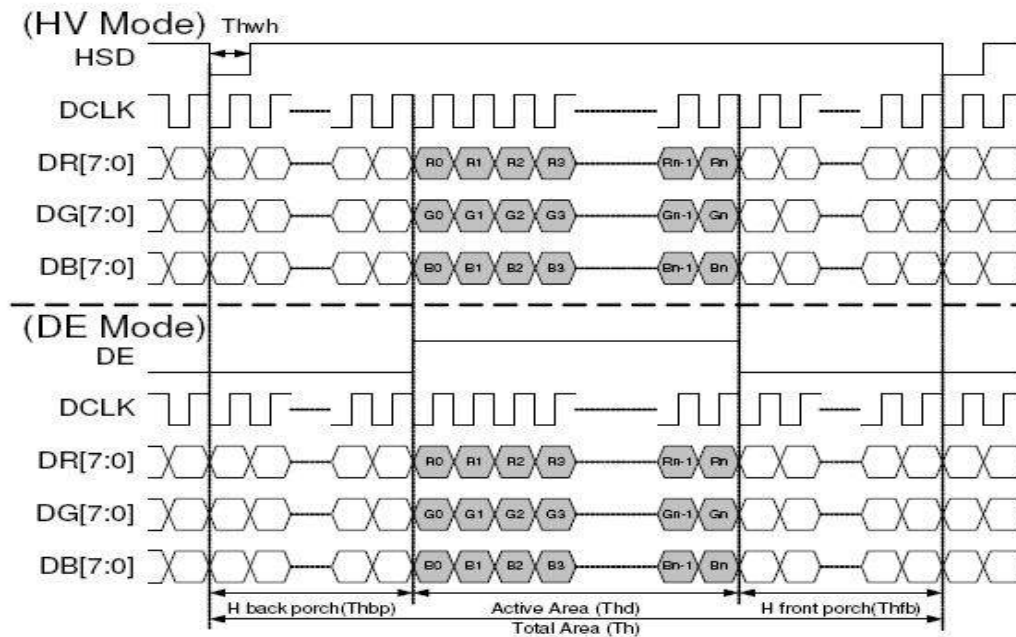 (HV Mode) Thwh
HSD
DCLK
DR[7:0] R0 R1 R2 R3 Rn-1 Rn
DG[7:0] G0 G1 G2 G3 Gn-1 Gn
DB[7:0] B0 B1 B2 B3 Bn-1 Bn
(DE Mode)
DE
DCLK
DR[7:0] R0 R1 R2 R3 Rn-1 Rn
DG[7:0] G0 G1 G2 G3 Gn-1 Gn
DB[7:0] B0 B1 B2 B3 Bn-1 Bn
H back porch(Thbp) Active Area (Thd) H front porch(Thfb)
Total Area (Th)